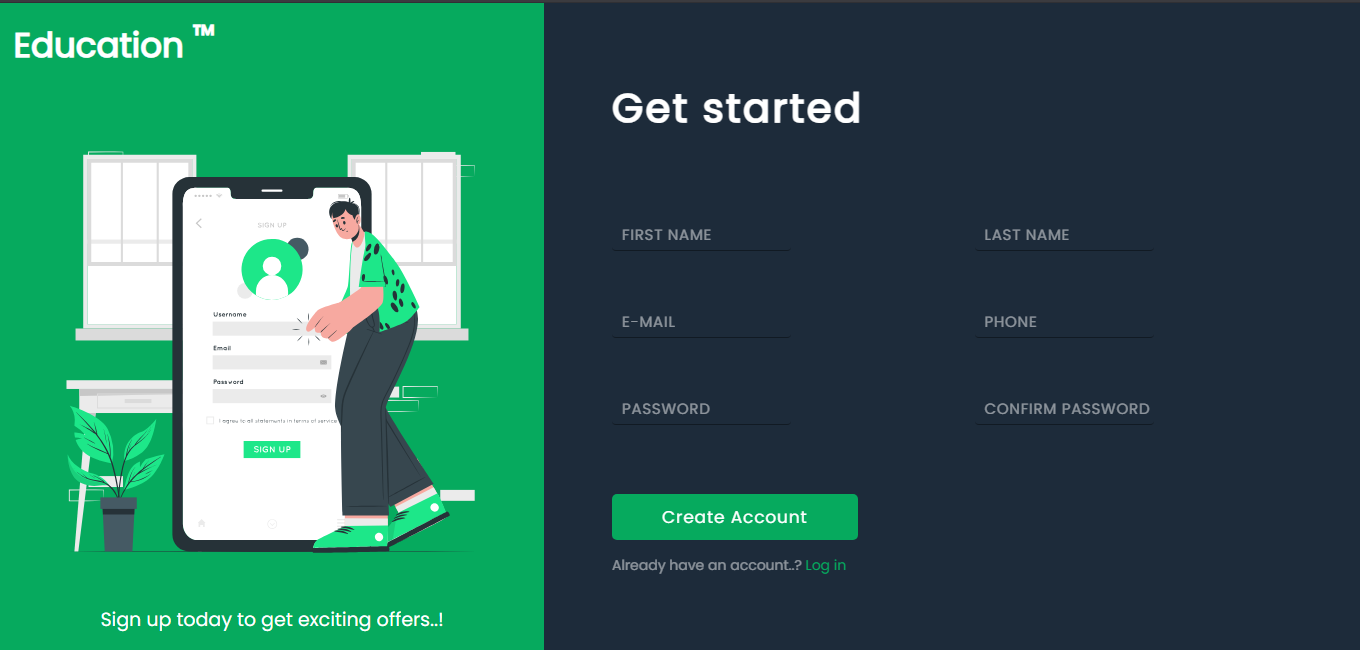 Education ™
SIGN UP
Username
Email
Password
I agree to all statements in terms of service
SIGN UP
Sign up today to get exciting offers..!
Get started
FIRST NAME
LAST NAME
E-MAIL
PHONE
PASSWORD
CONFIRM PASSWORD
Create Account
Already have an account..? Log in